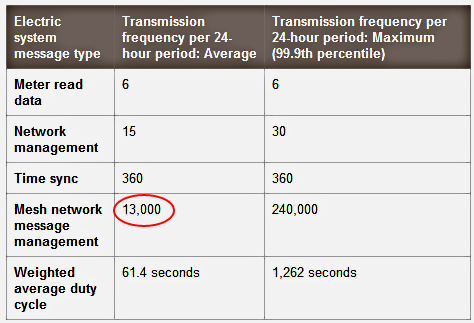 Electric system message type
Transmission frequency per 24-hour period: Average
Transmission frequency per 24-hour period: Maximum (99.9th percentile)
Meter read data
6
6
Network management
15
30
Time sync
360
360
Mesh network message management
13,000
240,000
Weighted average duty cycle
61.4 seconds
1,262 seconds